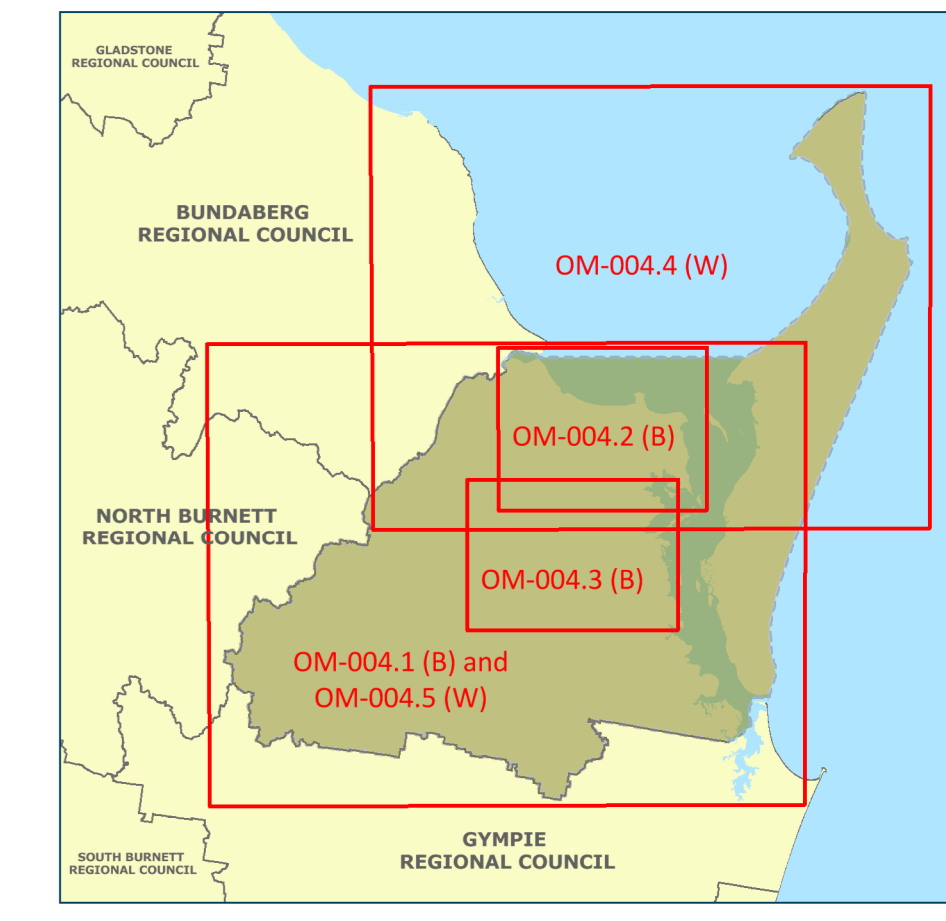 GLADSTONE
REGIONAL COUNCIL
BUNDABERG
REGIONAL COUNCIL
OM-004.4 (W)
OM-004.2 (B)
NORTH BURNETT
REGIONAL COUNCIL
OM-004.3 (B)
OM-004.1 (B) and
OM-004.5 (W)
GYMPIE
REGIONAL COUNCIL
SOUTH BURNETT
REGIONAL COUNCIL